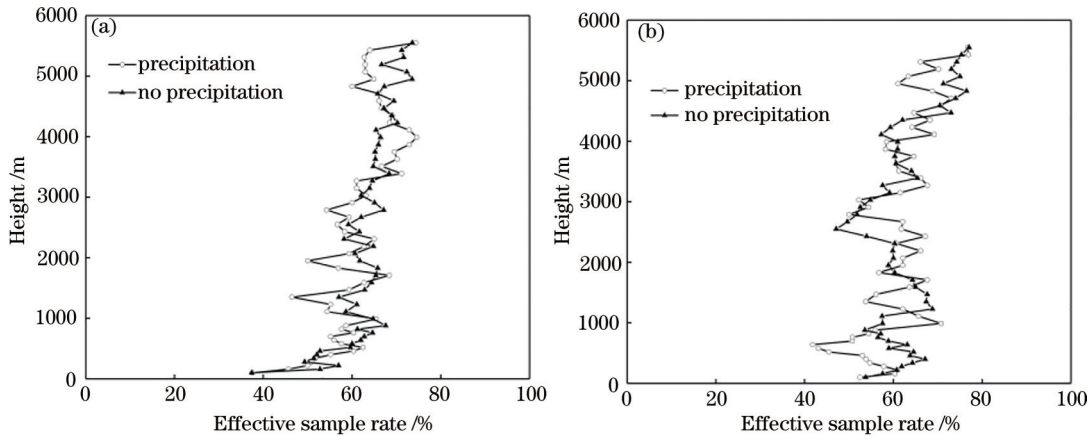 (a)
precipitation
no precipitation
Height /m
6000
5000
4000
3000
2000
1000
0
0
20
40
60
80
100
Effective sample rate /%
(b)
precipitation
no precipitation
Height /m
6000
5000
4000
3000
2000
1000
0
0
20
40
60
80
100
Effective sample rate /%